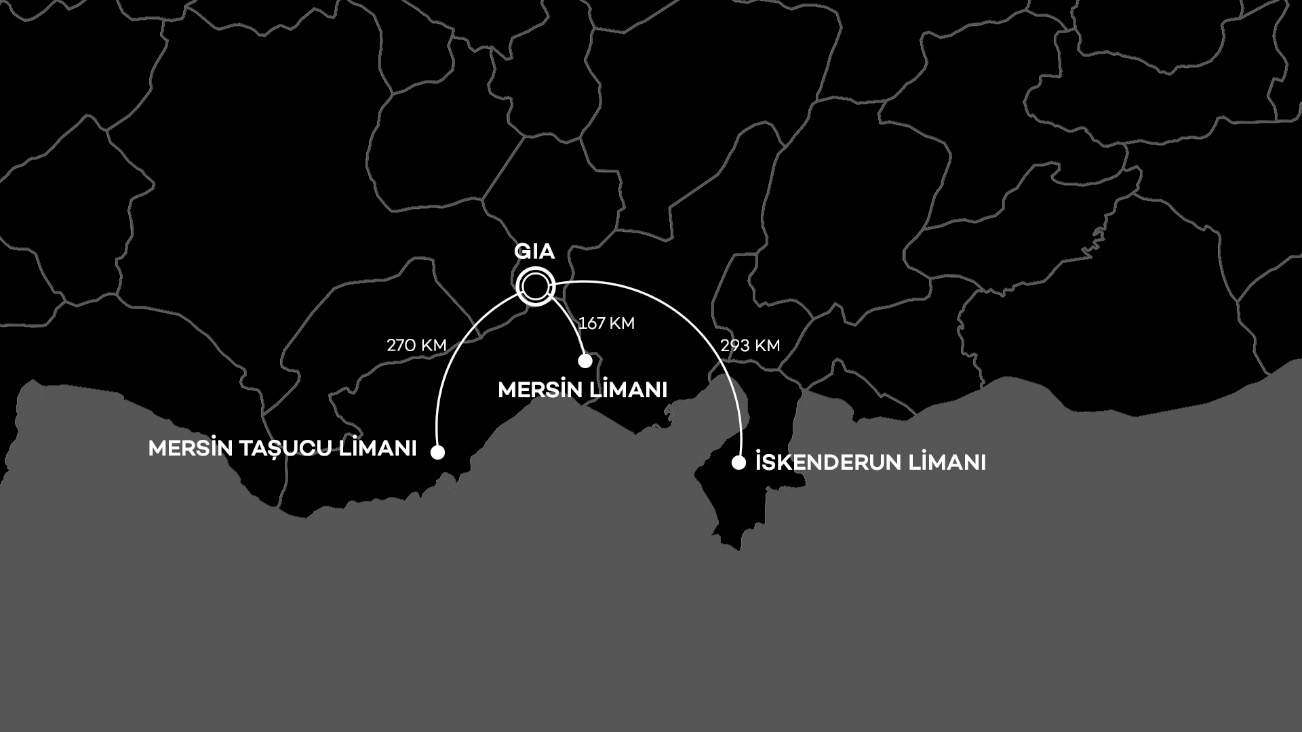 GIA
167 KM
270 KM
293 KM
MERSİN LİMANI
MERSİN TAŞUCU LİMANI
İSKENDERUN LİMANI